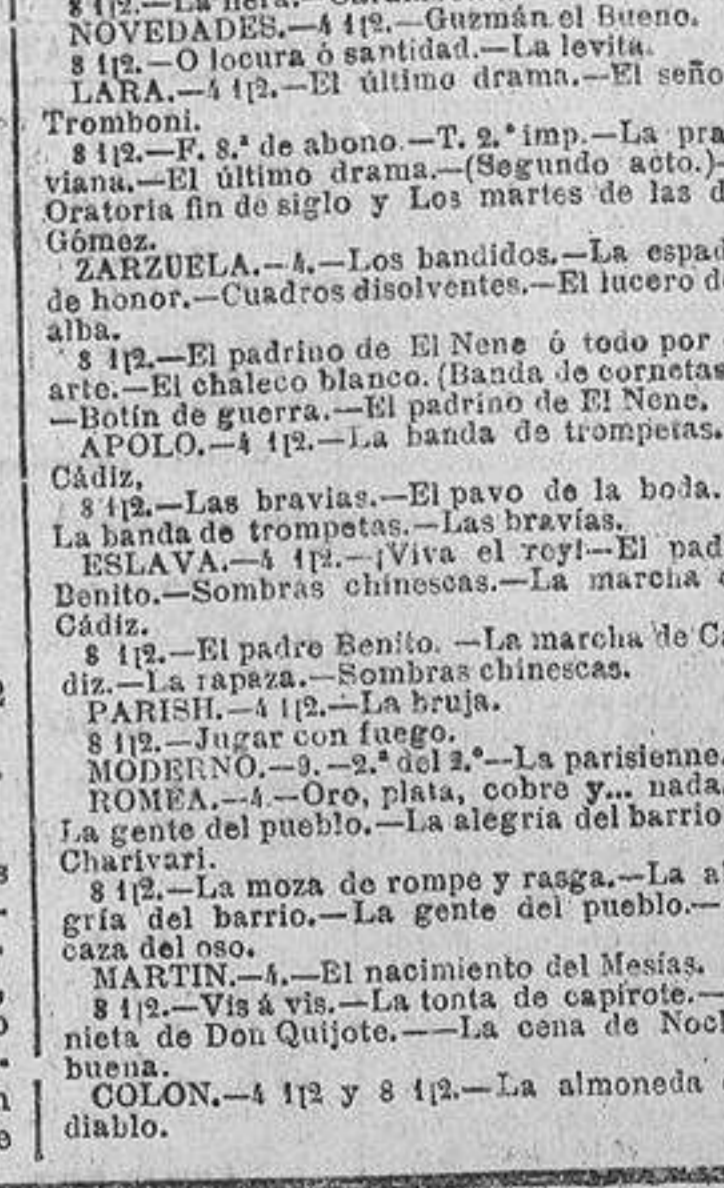 8 1|2.—La
NOVEDADES.—4 1|2.—Guzmán el Bueno.
8 1|2.—O locura ó santidad.—La levita.
LARA.—4 1|2.—El último drama.—El seño
Tromboni.
8 1|2.—F. 8.ª de abono.—T. 2.° imp.—La pra
viana.—El último drama.—(Segundo acto.)—
Oratoria fin de siglo y Los martes de las d
Gómez.
ZARZUELA.—4.—Los bandidos.—La espad
de honor.—Cuadros disolventes.—El lucero d
alba.
8 1|2.—El padrino de El Nene ó todo por
arte.—El chaleco blanco. (Banda de cornetas
—Botín de guerra.—El padrino de El Nene.
APOLO.—4 1|2.—La banda de trompetas.
Cádiz,
8 1|2.—Las bravias.—El pavo de la boda.
La banda de trompetas.—Las bravías.
ESLAVA.—4 1|2.—¡Viva el rey!—El pad
Benito.—Sombras chinescas.—La marcha
Cádiz.
8 1|2.—El padre Benito. —La marcha de Cá
diz.—La rapaza.—Sombras chinescas.
PARISH.—4 1|2.—La bruja.
8 1|2.—Jugar con fuego.
MODERNO.—9.—2.ª del 2.°—La parisienne.
ROMEA.—4.—Oro, plata, cobre y... nada.
La gente del pueblo.—La alegría del barrio
Charivari.
8 1|2.—La moza de rompe y rasga.—La al
gría del barrio.—La gente del pueblo.—
caza del oso.
MARTIN.—4.—El nacimiento del Mesías.
8 1|2.—Vis á vis.—La tonta de capirote.—
nieta de Don Quijote.——La cena de Noch
buena.
COLON.—4 1|2 y 8 1|2.—La almoneda
diablo.